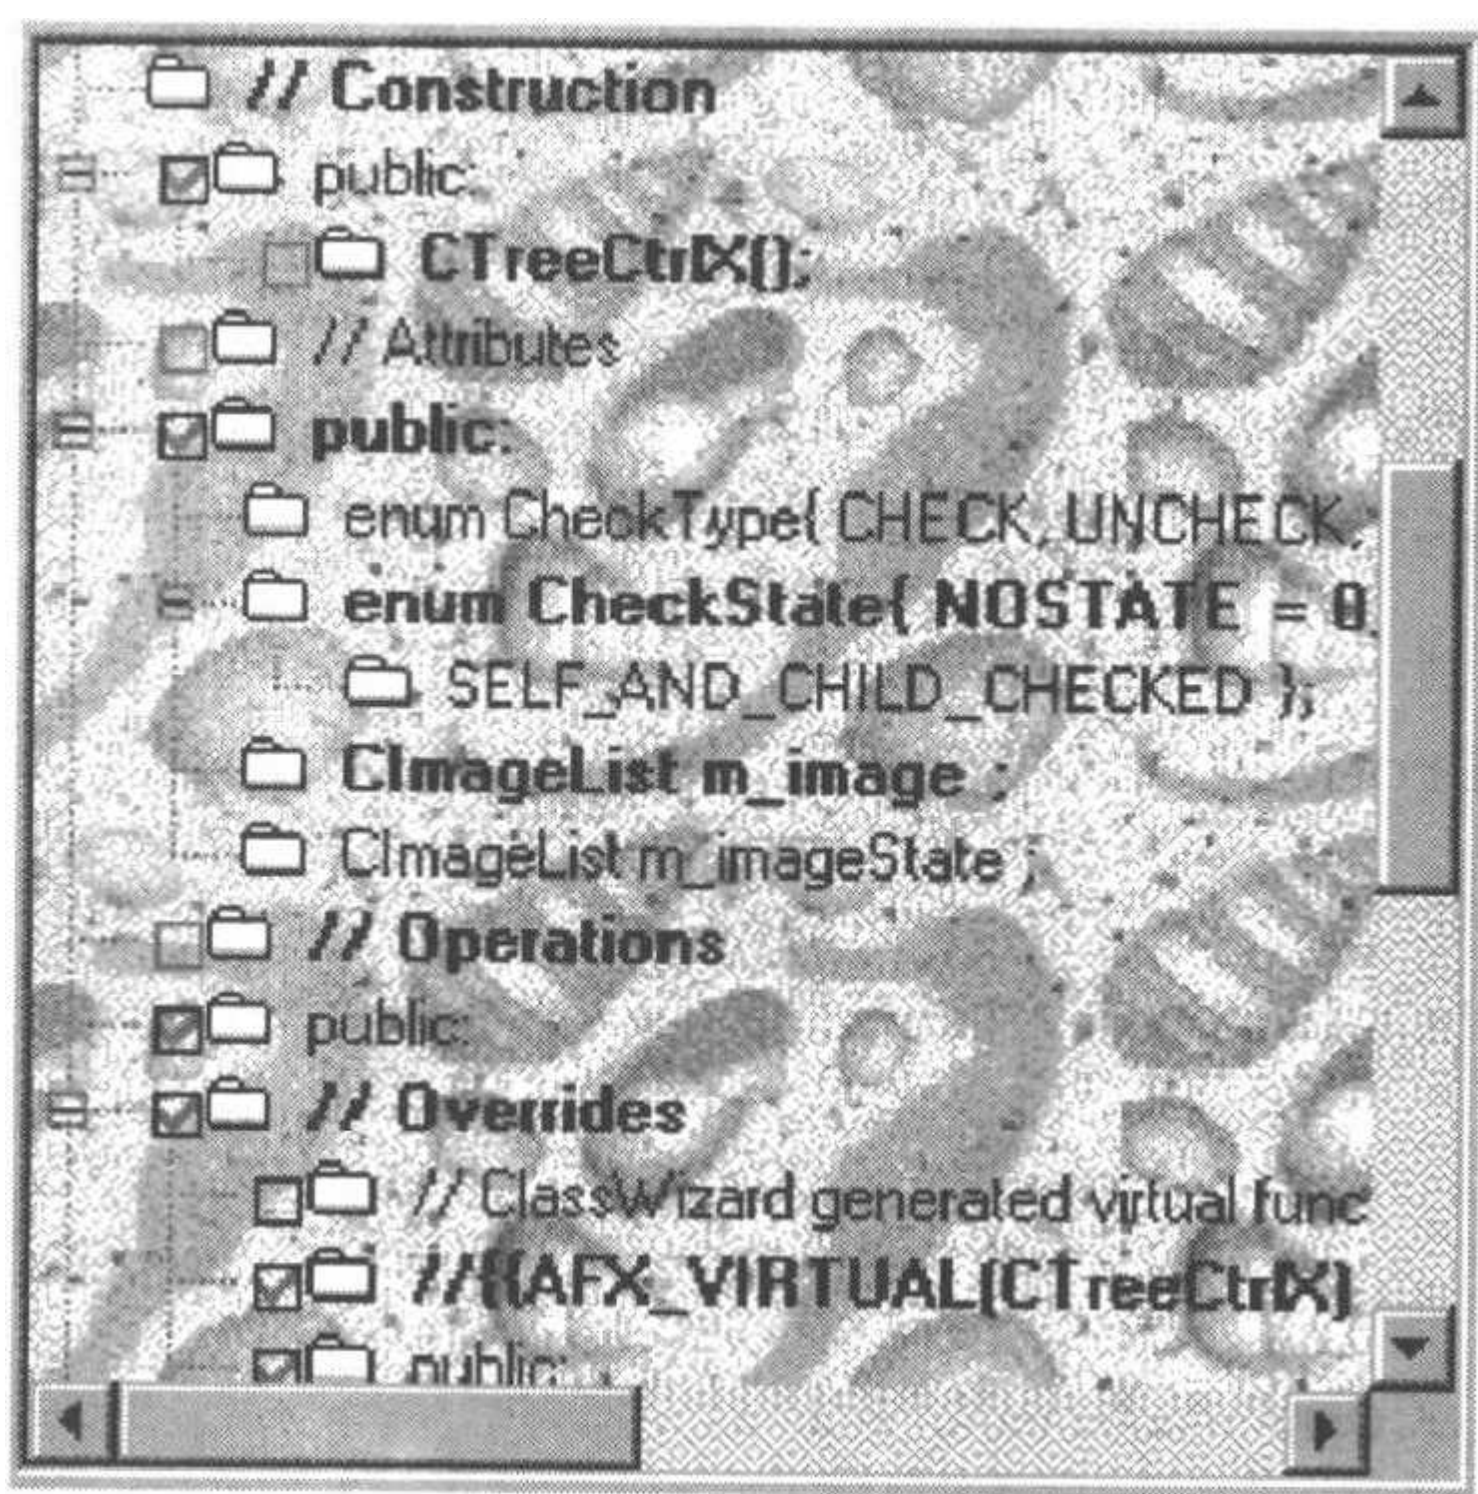 // Construction
public:
CTreeCtrlX();
// Attributes
public:
enum CheckType{ CHECK, UNCHECK,
enum CheckState{ NOSTATE = 0,
SELF_AND_CHILD_CHECKED };
CImageList m_image ;
CImageList m_imageState ;
// Operations
public:
// Overrides
// ClassWizard generated virtual func
//{{AFX_VIRTUAL(CTreeCtrlX)
public: